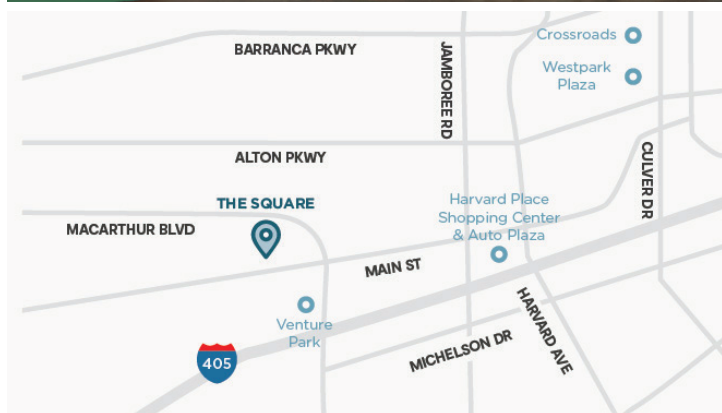 Crossroads
BARRANCA PKWY
JAMBOREE RD
Westpark
Plaza
ALTON PKWY
CULVER DR
THE SQUARE
Harvard Place
Shopping Center
& Auto Plaza
MACARTHUR BLVD
MAIN ST
Venture
Park
HARVARD AVE
MICHELSON DR
405